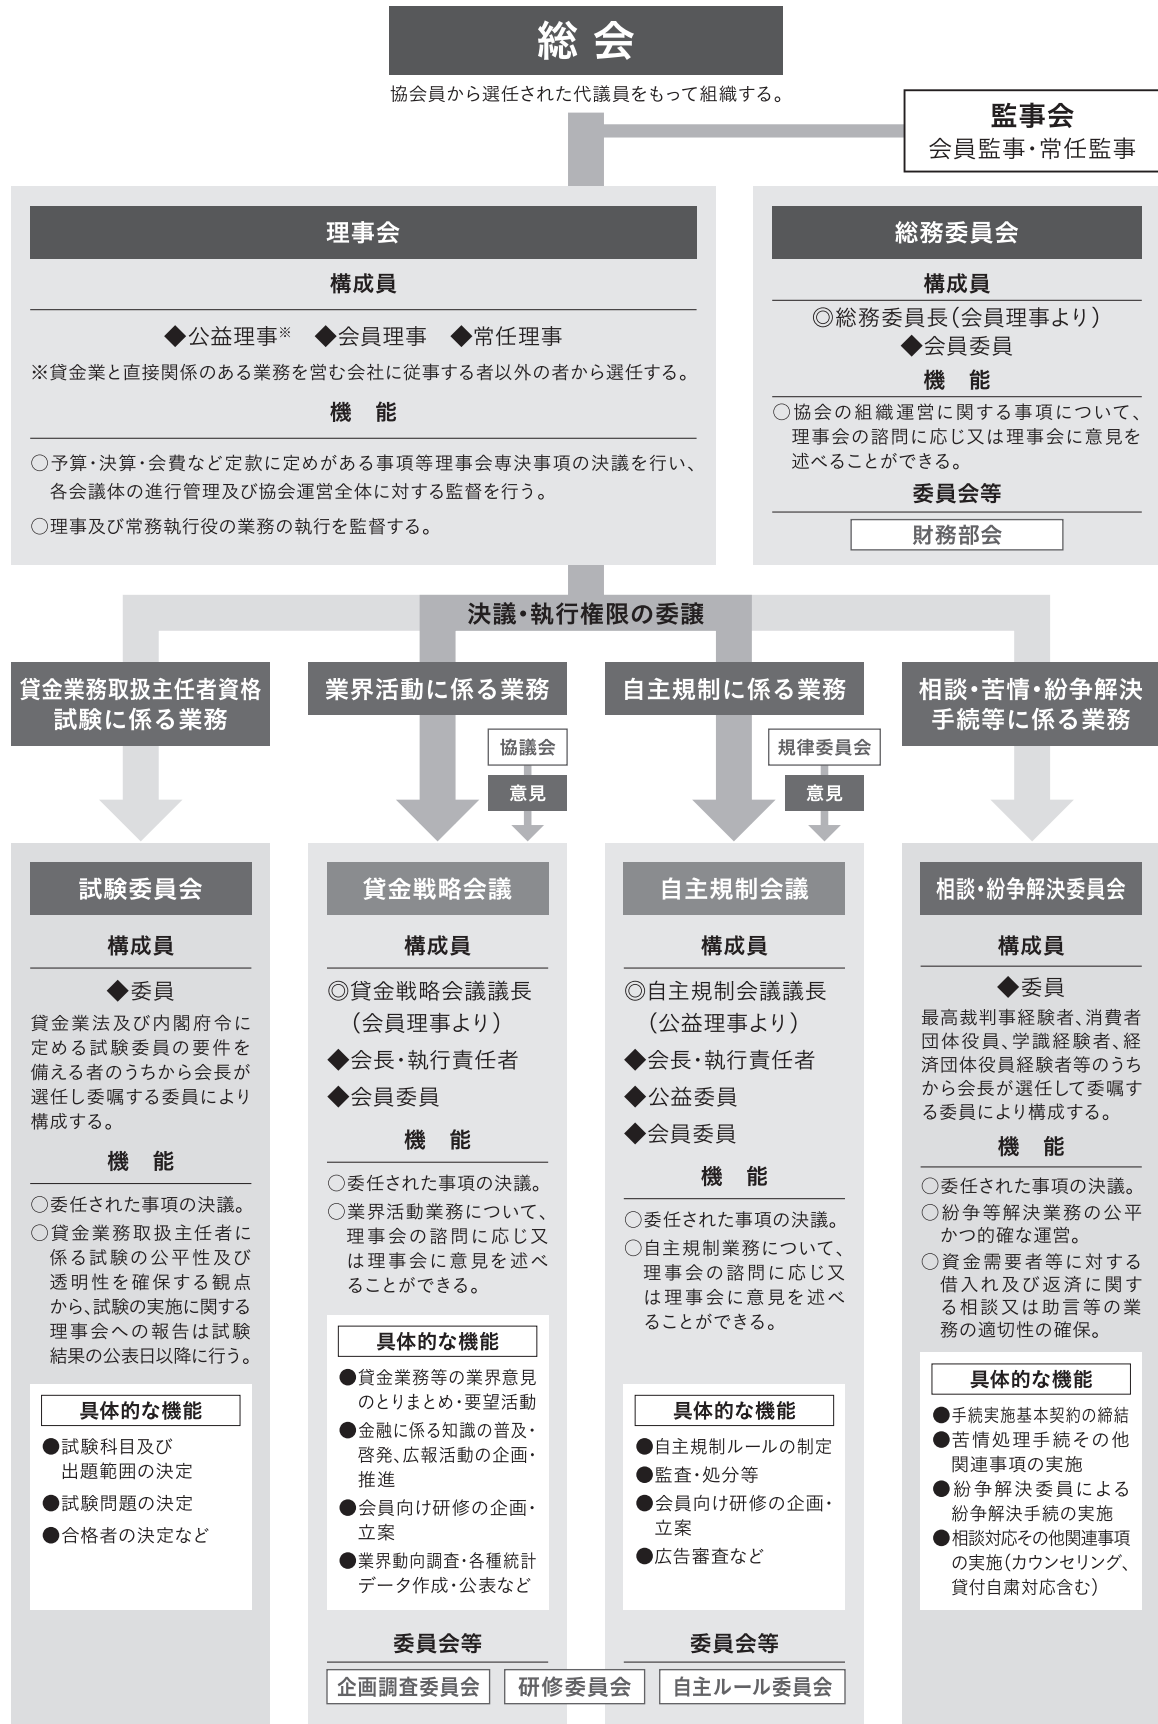 総 会
協会員から選任された代議員をもって組織する。
監事会
会員監事・常任監事
理事会
構成員
◆公益理事※ ◆会員理事 ◆常任理事
※貸金業と直接関係のある業務を営む会社に従事する者以外の者から選任する。
機 能
○予算・決算・会費など定款に定めがある事項等理事会専決事項の決議を行い、
各会議体の進行管理及び協会運営全体に対する監督を行う。
○理事及び常務執行役の業務の執行を監督する。
総務委員会
構成員
◎総務委員長（会員理事より）
◆会員委員
機 能
○協会の組織運営に関する事項について、
理事会の諮問に応じ又は理事会に意見を
述べることができる。
委員会等
財務部会
決議・執行権限の委譲
貸金業務取扱主任者資格
試験に係る業務
業界活動に係る業務
協議会
意見
自主規制に係る業務
規律委員会
意見
相談・苦情・紛争解決
手続等に係る業務
試験委員会
構成員
◆委員
貸金業法及び内閣府令に
定める試験委員の要件を
備える者のうちから会長が
選任し委嘱する委員により
構成する。
機 能
○委任された事項の決議。
○貸金業務取扱主任者に
係る試験の公平性及び
透明性を確保する観点
から、試験の実施に関する
理事会への報告は試験
結果の公表日以降に行う。
具体的な機能
●試験科目及び
出題範囲の決定
●試験問題の決定
●合格者の決定など
貸金戦略会議
構成員
◎貸金戦略会議議長
（会員理事より）
◆会長・執行責任者
◆会員委員
機 能
○委任された事項の決議。
○業界活動業務について、
理事会の諮問に応じ又
は理事会に意見を述べ
ることができる。
具体的な機能
●貸金業務等の業界意見
のとりまとめ・要望活動
●金融に係る知識の普及・
啓発、広報活動の企画・
推進
●会員向け研修の企画・
立案
●業界動向調査・各種統計
データ作成・公表など
委員会等
企画調査委員会
研修委員会
自主規制会議
構成員
◎自主規制会議議長
（公益理事より）
◆会長・執行責任者
◆公益委員
◆会員委員
機 能
○委任された事項の決議。
○自主規制業務について、
理事会の諮問に応じ又
は理事会に意見を述べ
ることができる。
具体的な機能
●自主規制ルールの制定
●監査・処分等
●会員向け研修の企画・
立案
●広告審査など
委員会等
自主ルール委員会
相談・紛争解決委員会
構成員
◆委員
最高裁判事経験者、消費者
団体役員、学識経験者、経
済団体役員経験者等のうち
から会長が選任して委嘱す
る委員により構成する。
機 能
○委任された事項の決議。
○紛争等解決業務の公平
かつ的確な運営。
○資金需要者等に対する
借入れ及び返済に関す
る相談又は助言等の業
務の適切性の確保。
具体的な機能
●手続実施基本契約の締結
●苦情処理手続その他
関連事項の実施
●紛争解決委員による
紛争解決手続の実施
●相談対応その他関連事項
の実施（カウンセリング、
貸付自粛対応含む）